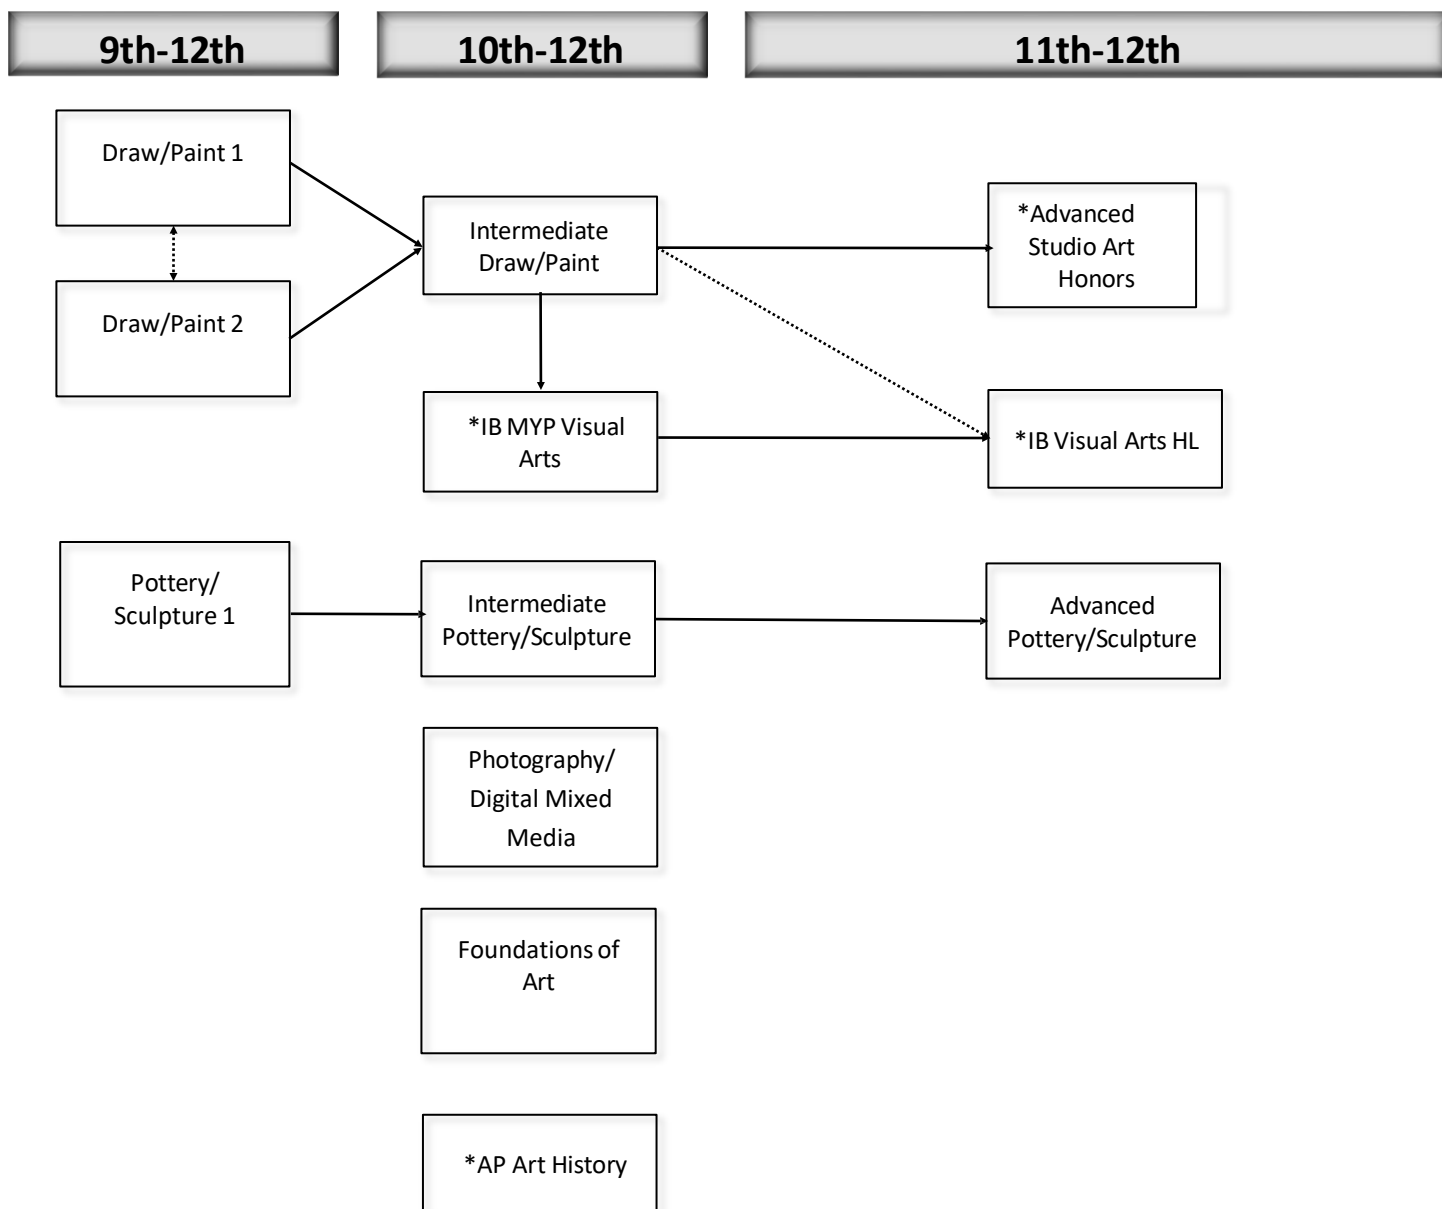 9th-12th
10th-12th
11th-12th
Draw/Paint 1
Draw/Paint 2
Intermediate
Draw/Paint
*Advanced
Studio Art
Honors
*IB MYP Visual
Arts
*IB Visual Arts HL
Pottery/
Sculpture 1
Intermediate
Pottery/Sculpture
Advanced
Pottery/Sculpture
Photography/
Digital Mixed
Media
Foundations of
Art
*AP Art History